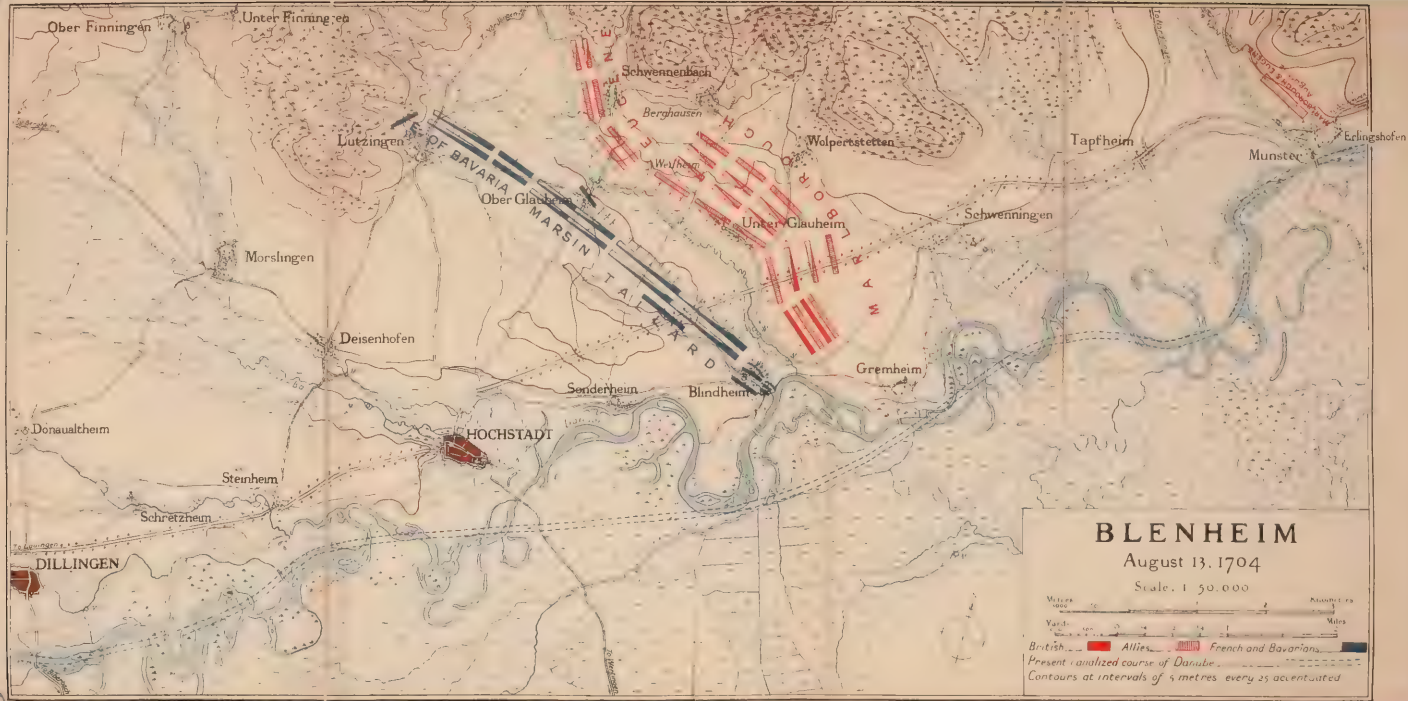 Ober Finningen
Unter Finningen
Schwennenbach
EUGENE
Berghausen
Lutzingen
E. OF BAVARIA
MARSIN
TALLARD
Weilheim
Wolpertstetten
Tapfheim
MARLBOROUGH
Erlingshofen
Munster
Ober Glauheim
Unter Glauheim
Schwenningen
Morslingen
Deisenhofen
Sonderheim
Blindheim
Gremheim
Donaualtheim
HOCHSTADT
Steinheim
Schretzheim
DILLINGEN
BLENHEIM
August 13. 1704
Scale. 1 50.000
Metres
Kilometres
Yards
Miles
British
Allies
French and Bavarians
Present canalized course of Danube
Contours at intervals of 5 metres every 25 accentuated